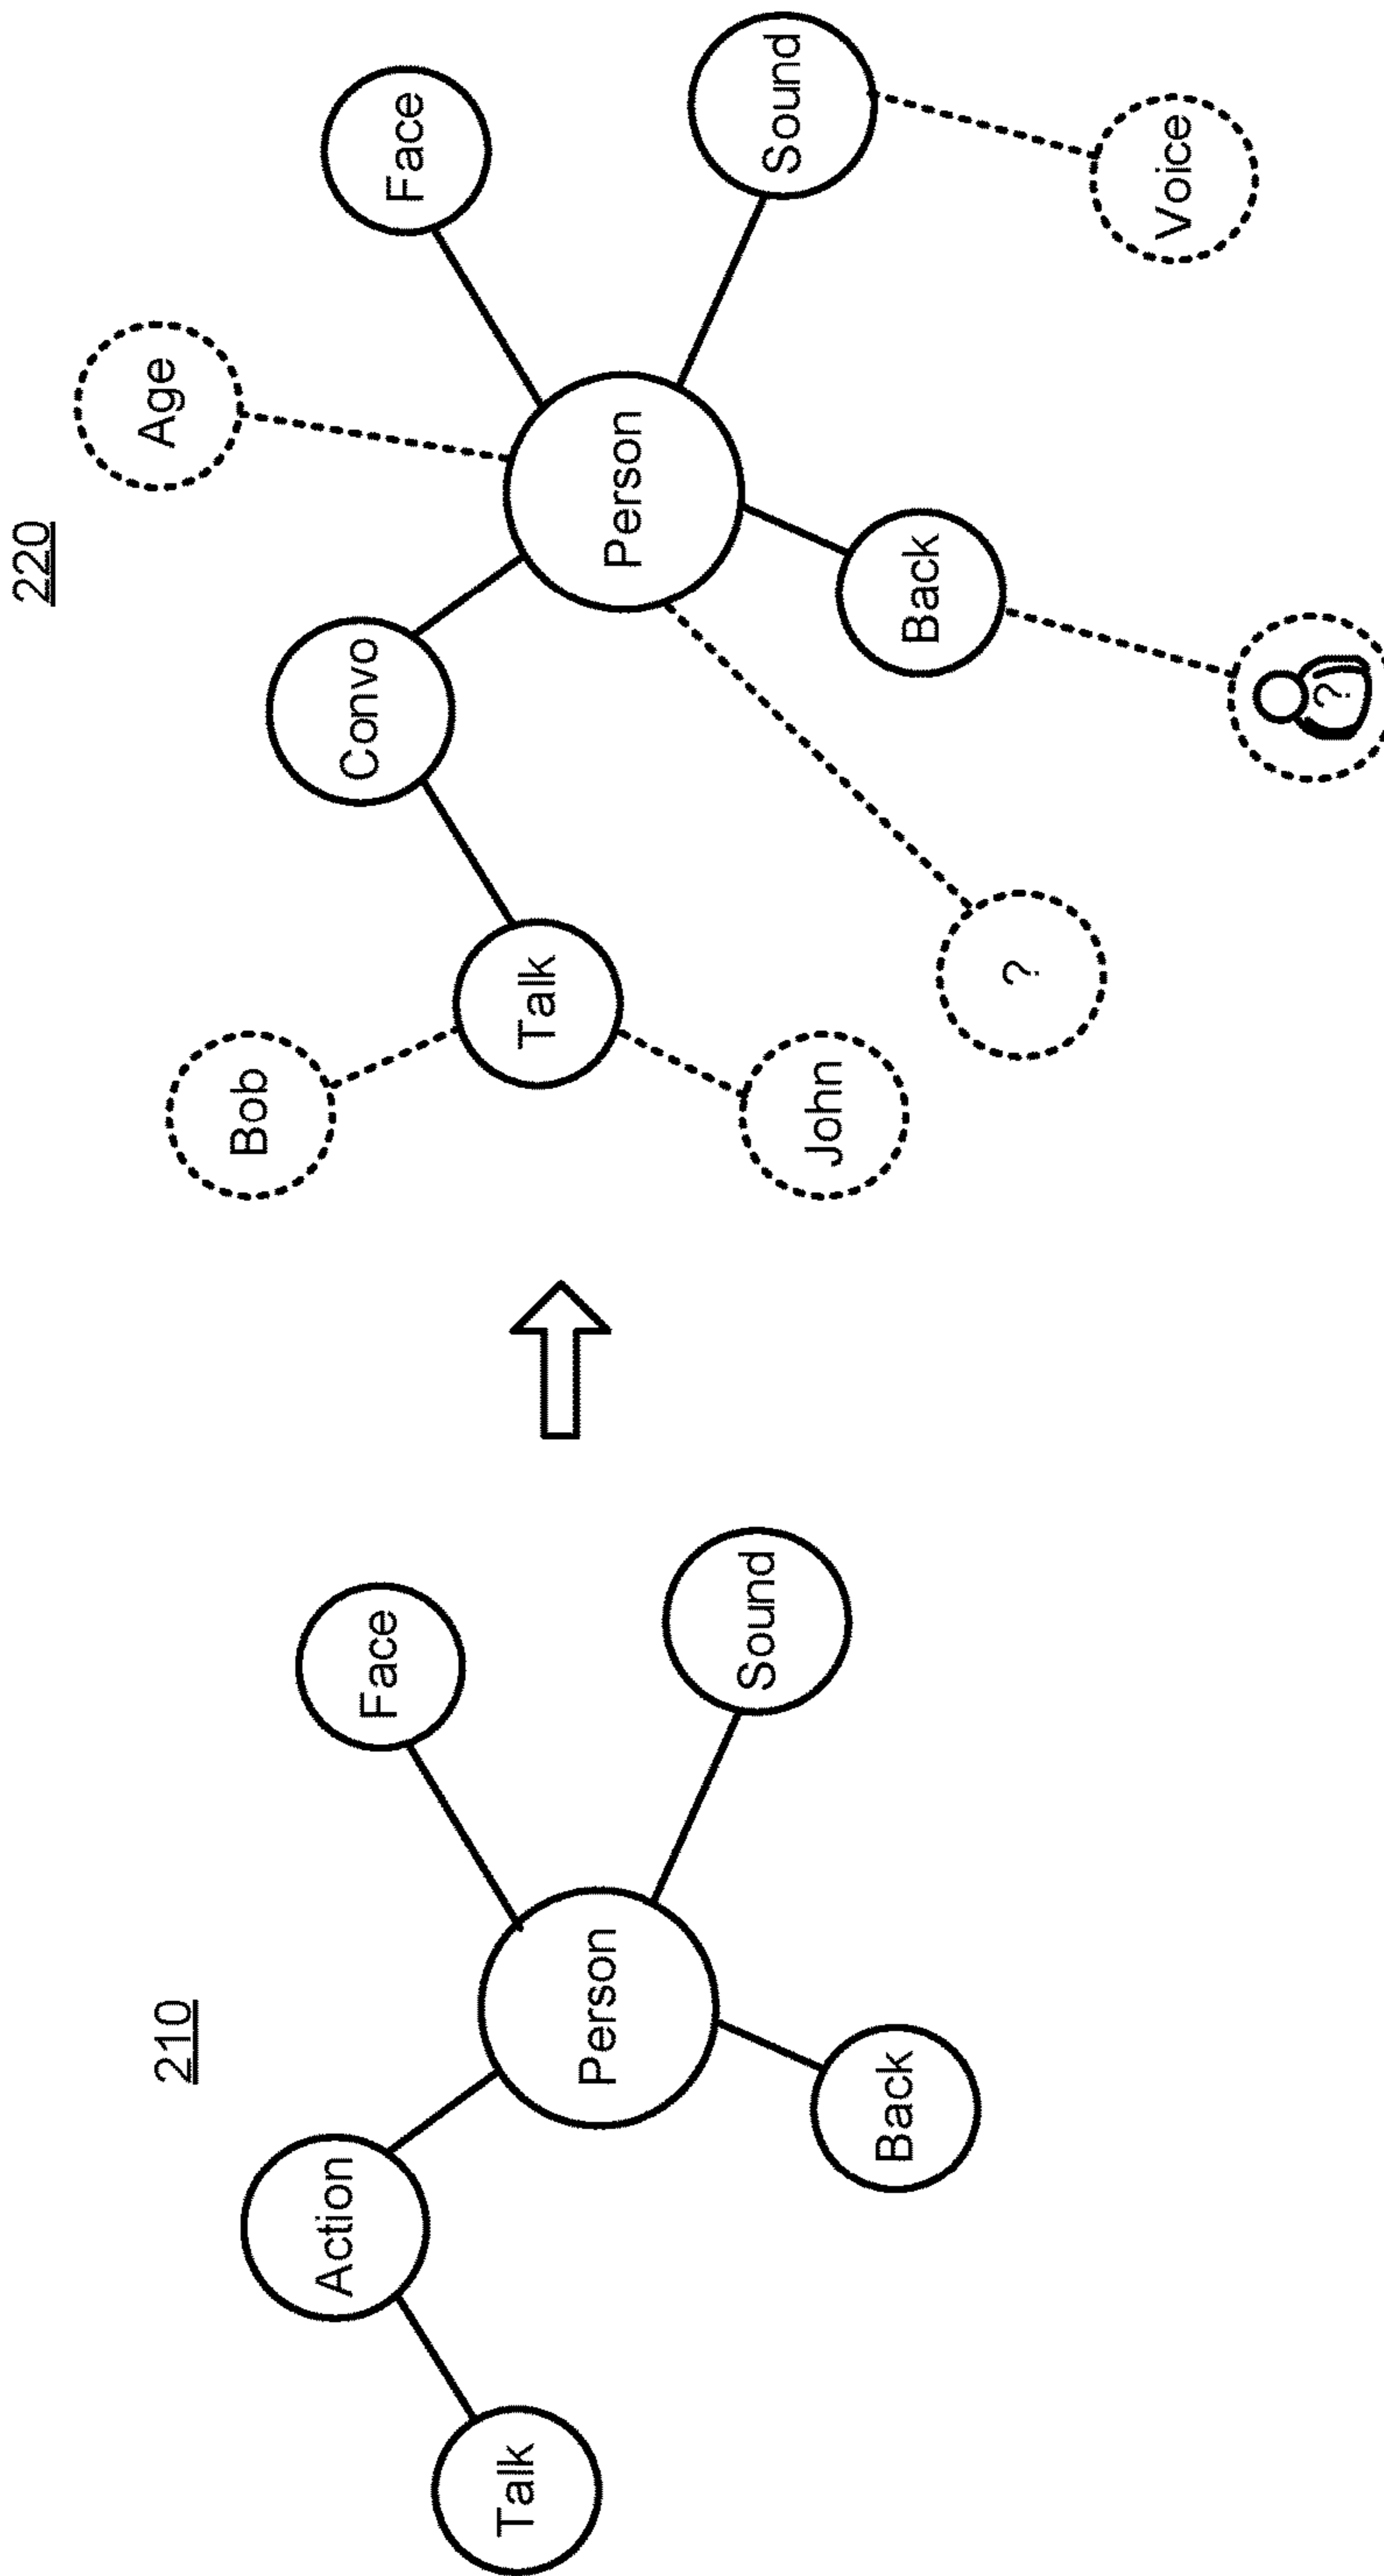 210
Action
Face
Talk
Person
Back
Sound
220
Age
Face
Convo
Bob
Talk
Person
Sound
John
Back
?
Voice
?